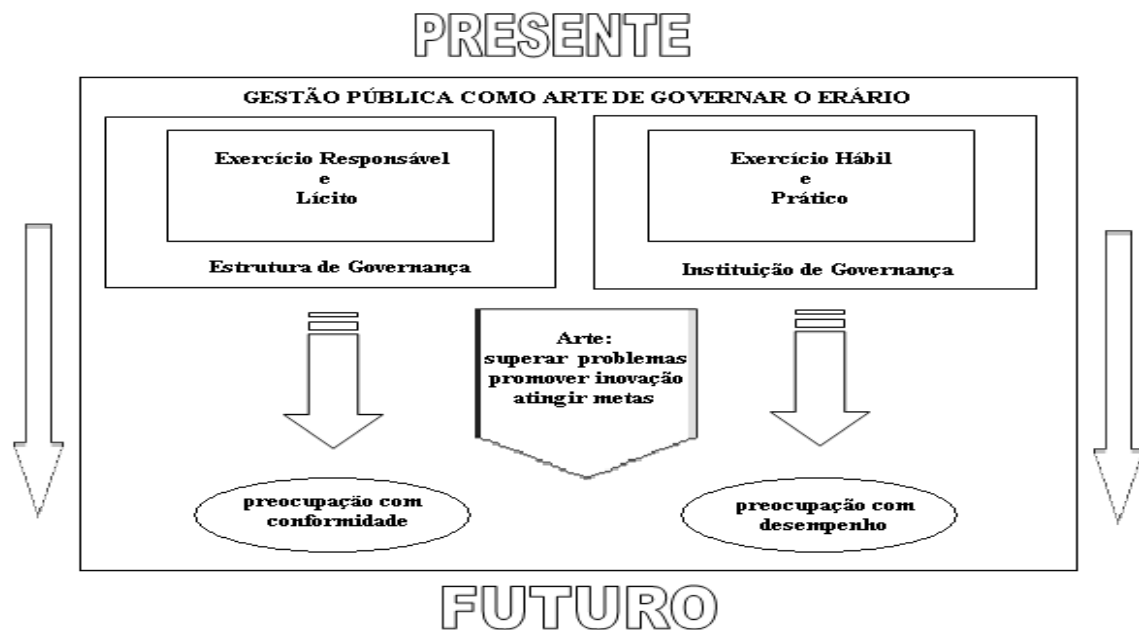 PRESENTE
GESTÃO PÚBLICA COMO ARTE DE GOVERNAR O ERÁRIO
Exercício Responsável
e
Lícito
Estrutura de Governança
Exercício Hábil
e
Prático
Instituição de Governança
Arte:
superar problemas
promover inovação
atingir metas
preocupação com
conformidade
preocupação com
desempenho
FUTURO